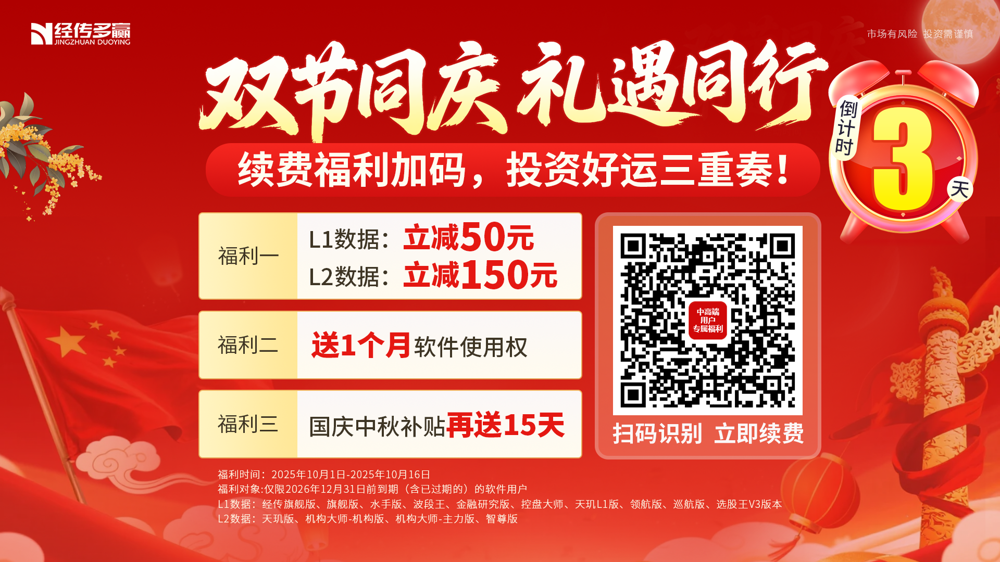 经传多赢
JINGZHUAN DUOYING
市场有风险 投资需谨慎
双节同庆 礼遇同行
倒计时
3
天
续费福利加码，投资好运三重奏！
福利一
L1数据：立减50元
L2数据：立减150元
福利二
送1个月软件使用权
福利三
国庆中秋补贴再送15天
中高端
用户
专属福利
扫码识别 立即续费
福利时间：2025年10月1日-2025年10月16日
福利对象:仅限2026年12月31日前到期（含已过期的）的软件用户
L1数据：经传旗舰版、旗舰版、水手版、波段王、金融研究版、控盘大师、天玑L1版、领航版、巡航版、选股王V3版本
L2数据：天玑版、机构大师-机构版、机构大师-主力版、智尊版